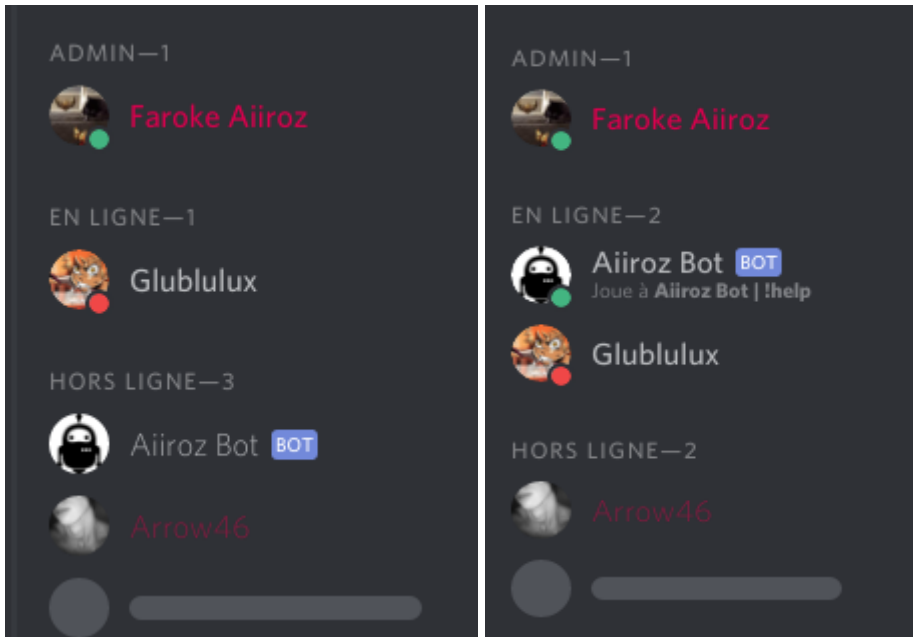 ADMIN—1
Faroke Aiiroz
EN LIGNE—1
Glublulux
HORS LIGNE—3
Aiiroz Bot BOT
Arrow46
ADMIN—1
Faroke Aiiroz
EN LIGNE—2
Aiiroz Bot BOT
Joue à Aiiroz Bot | !help
Glublulux
HORS LIGNE—2
Arrow46